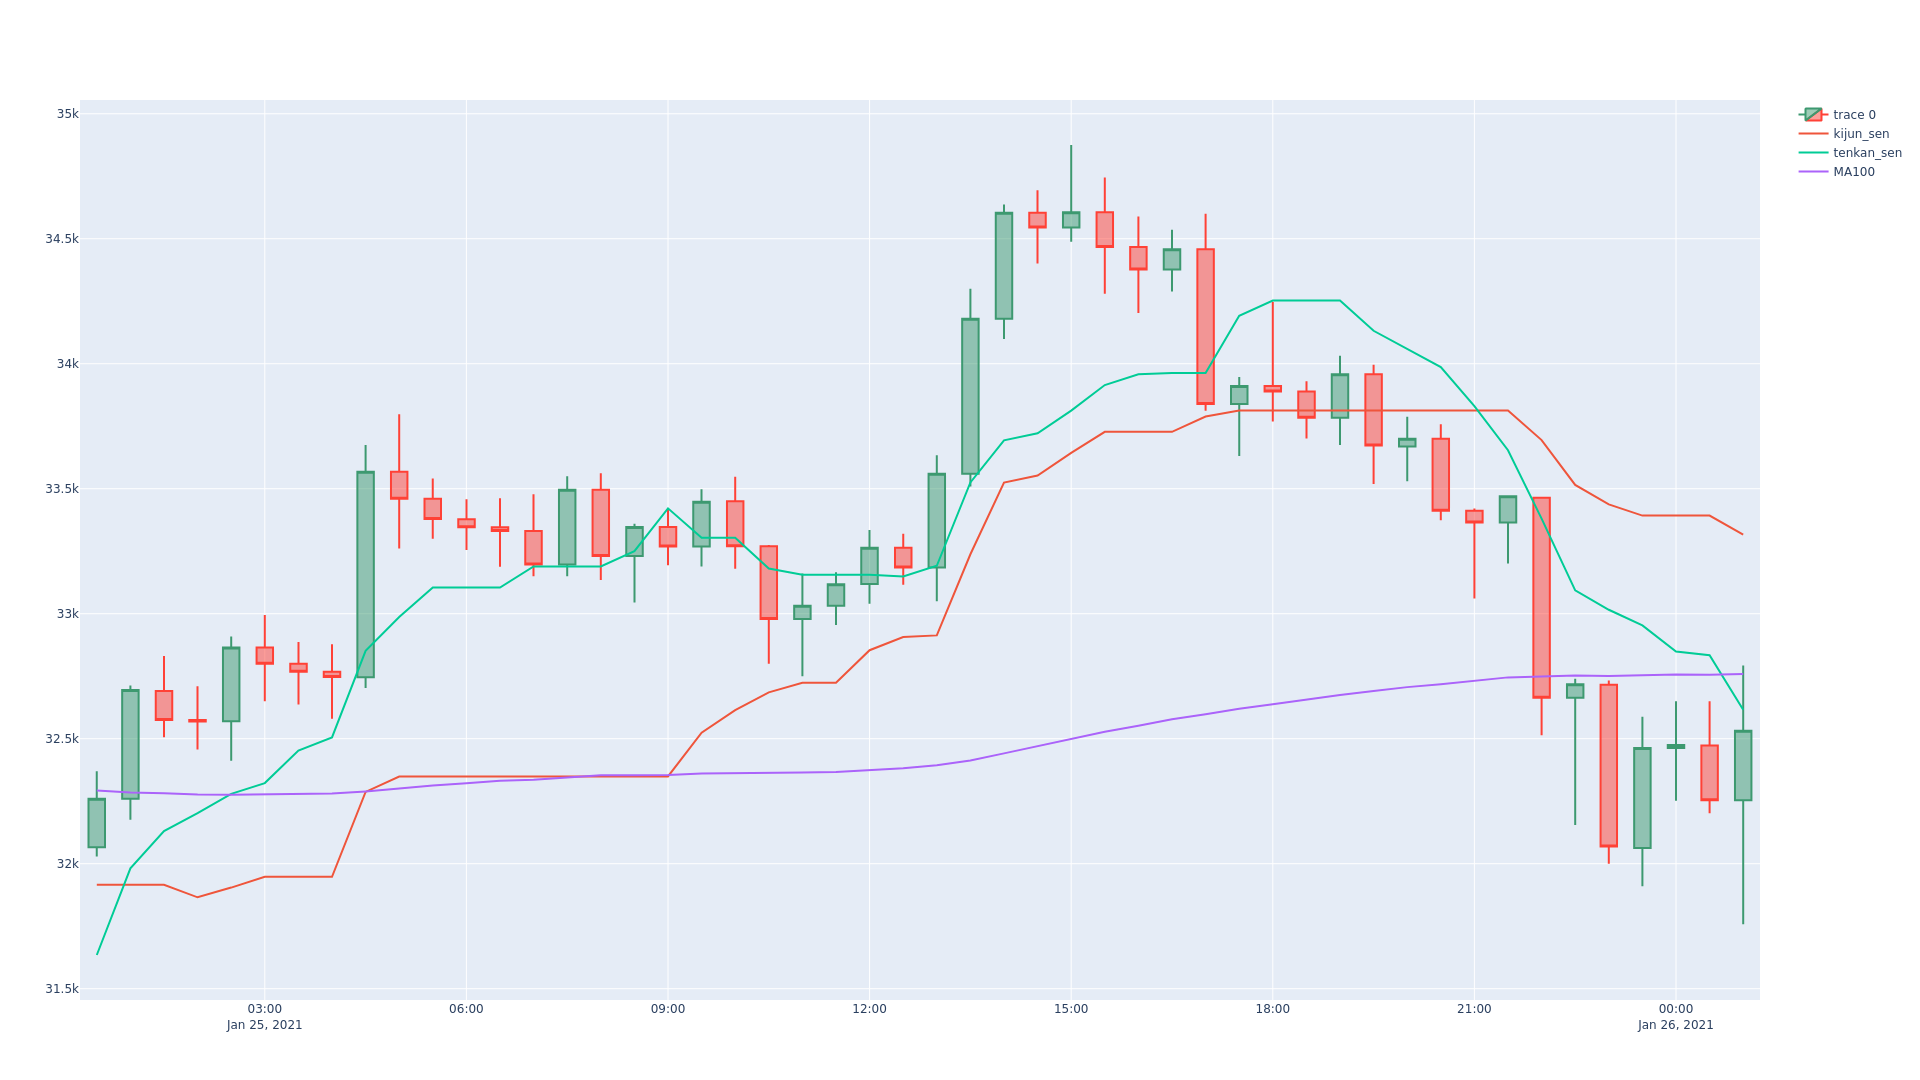 35k
34.5k
34k
33.5k
33k
32.5k
32k
31.5k
03:00 06:00 09:00 12:00 15:00 18:00 21:00 00:00
Jan 25, 2021 Jan 26, 2021
trace 0
kijun_sen
tenkan_sen
MA100